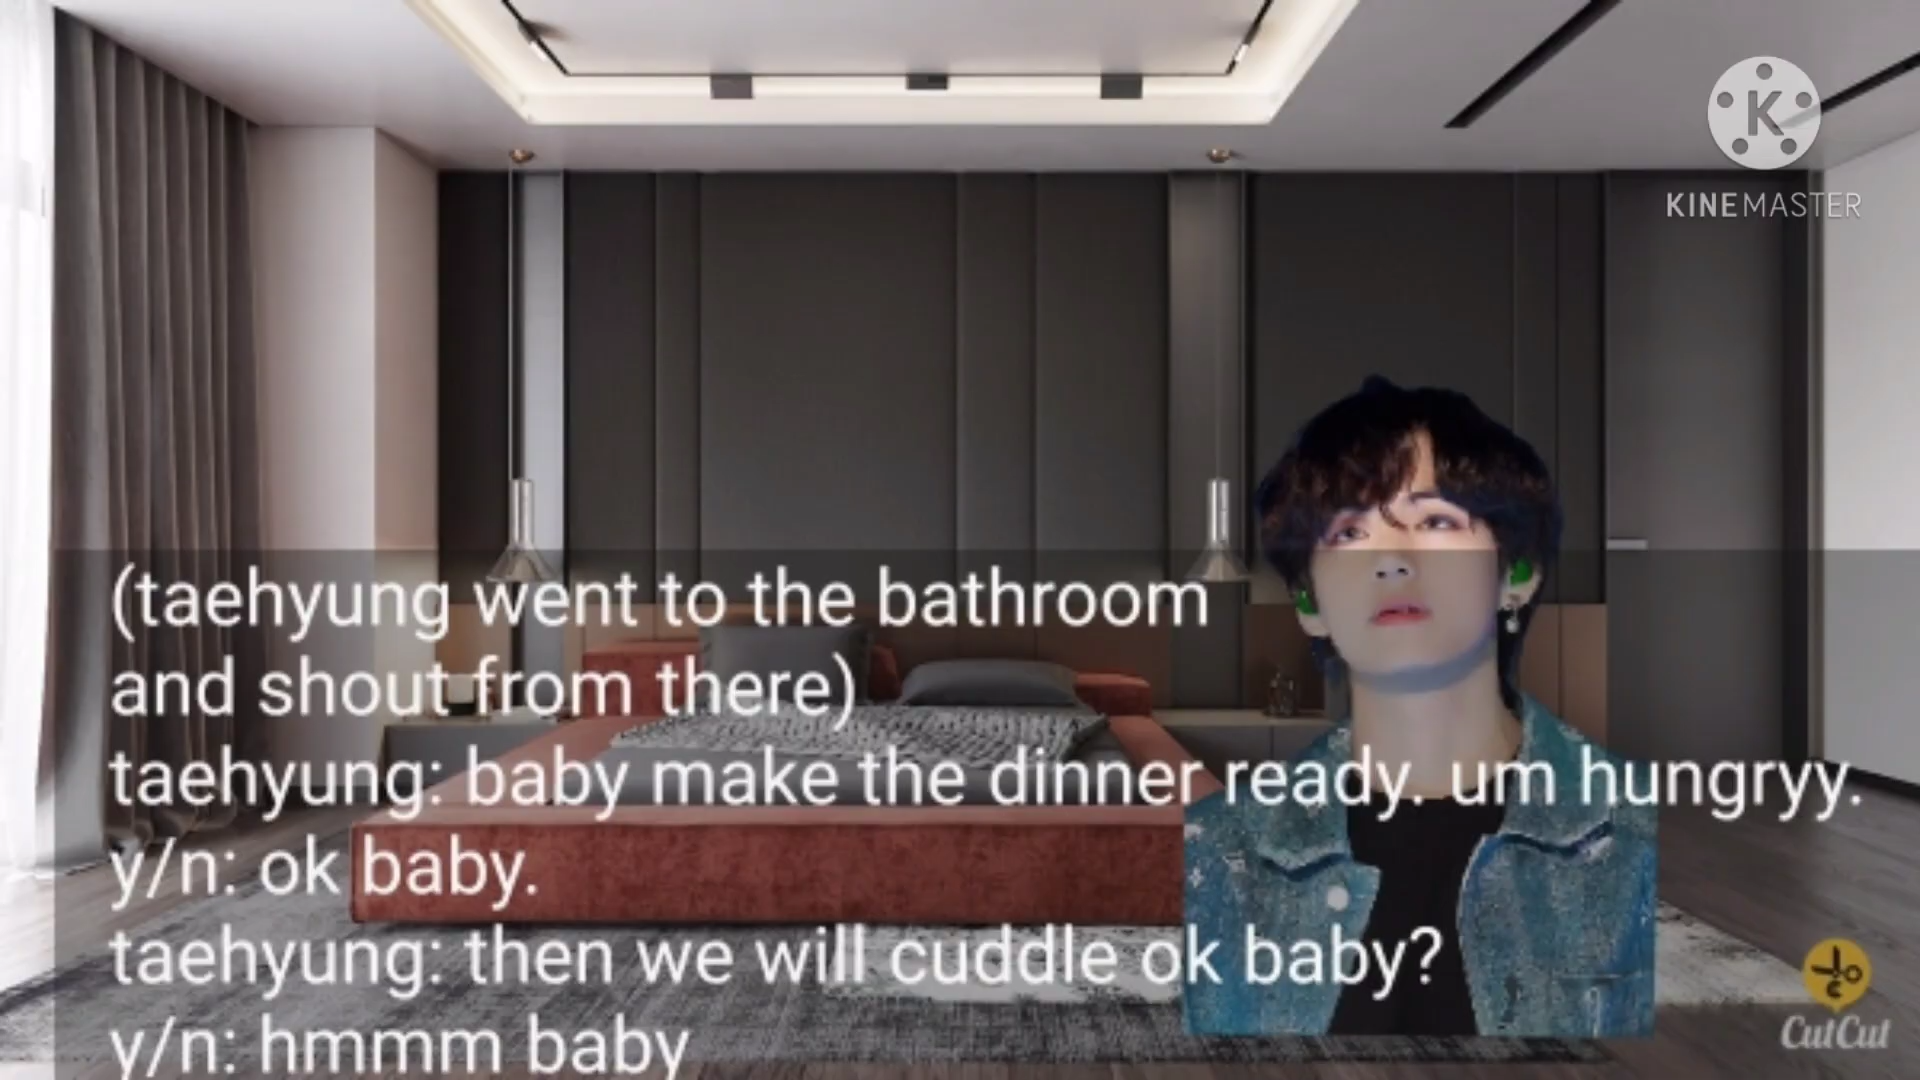 K
KINEMASTER
(taehyung went to the bathroom
and shout from there)
taehyung: baby make the dinner ready. um hungryy.
y/n: ok baby.
taehyung: then we will cuddle ok baby?
y/n: hmmm baby
CutCut